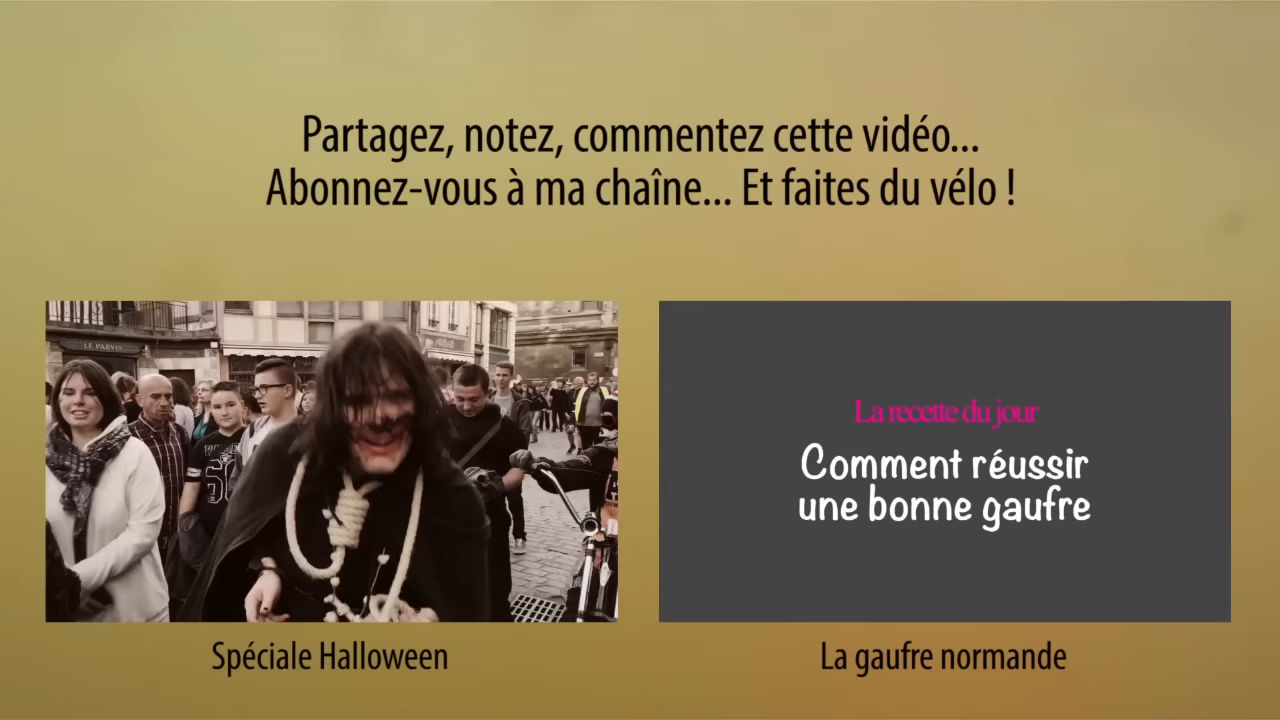 Partagez, notez, commentez cette vidéo...
Abonnez-vous à ma chaîne... Et faites du vélo !
LE PARVIS
La recette du jour
Comment réussir
une bonne gaufre
Spéciale Halloween
La gaufre normande